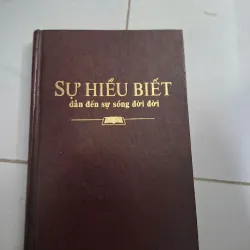 SỰ HIỂU BIẾT
dẫn đến sự sống đời đời